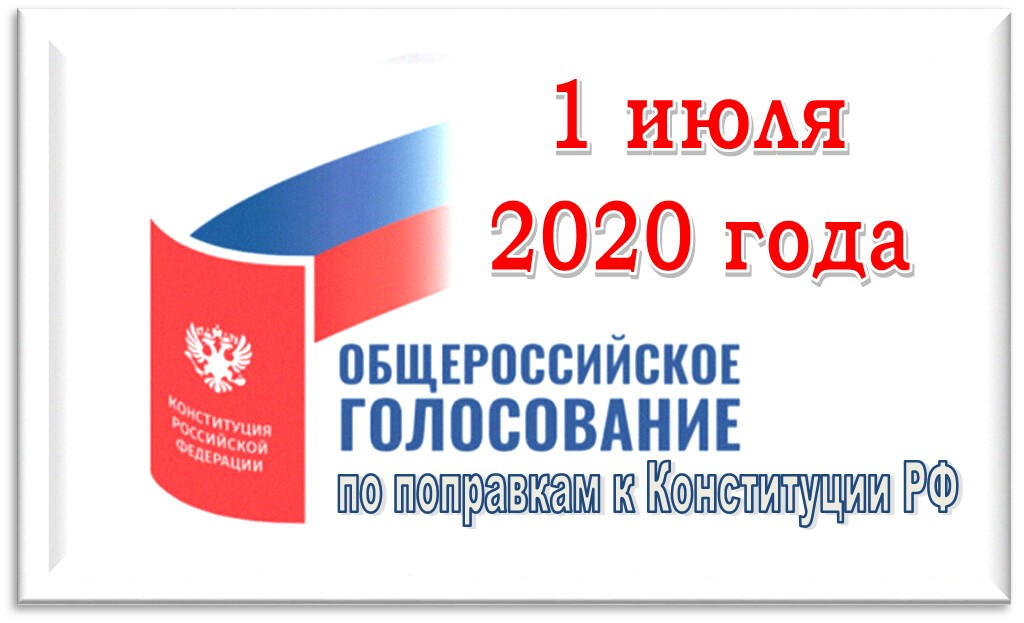 1 июля
2020 года
ОБЩЕРОССИЙСКОЕ
ГОЛОСОВАНИЕ
по поправкам к Конституции РФ
КОНСТИТУЦИЯ
РОССИЙСКОЙ
ФЕДЕРАЦИИ